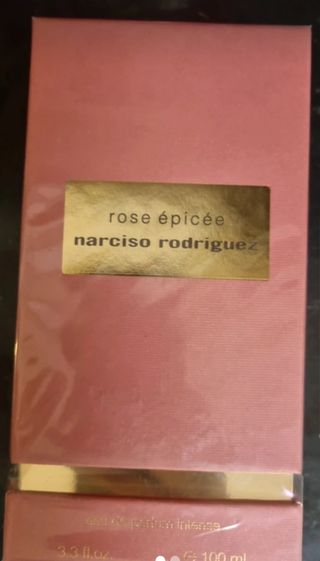 rose épicée
narciso rodriguez
eau de parfum intense
3.3 fl.oz. ℮ 100 ml